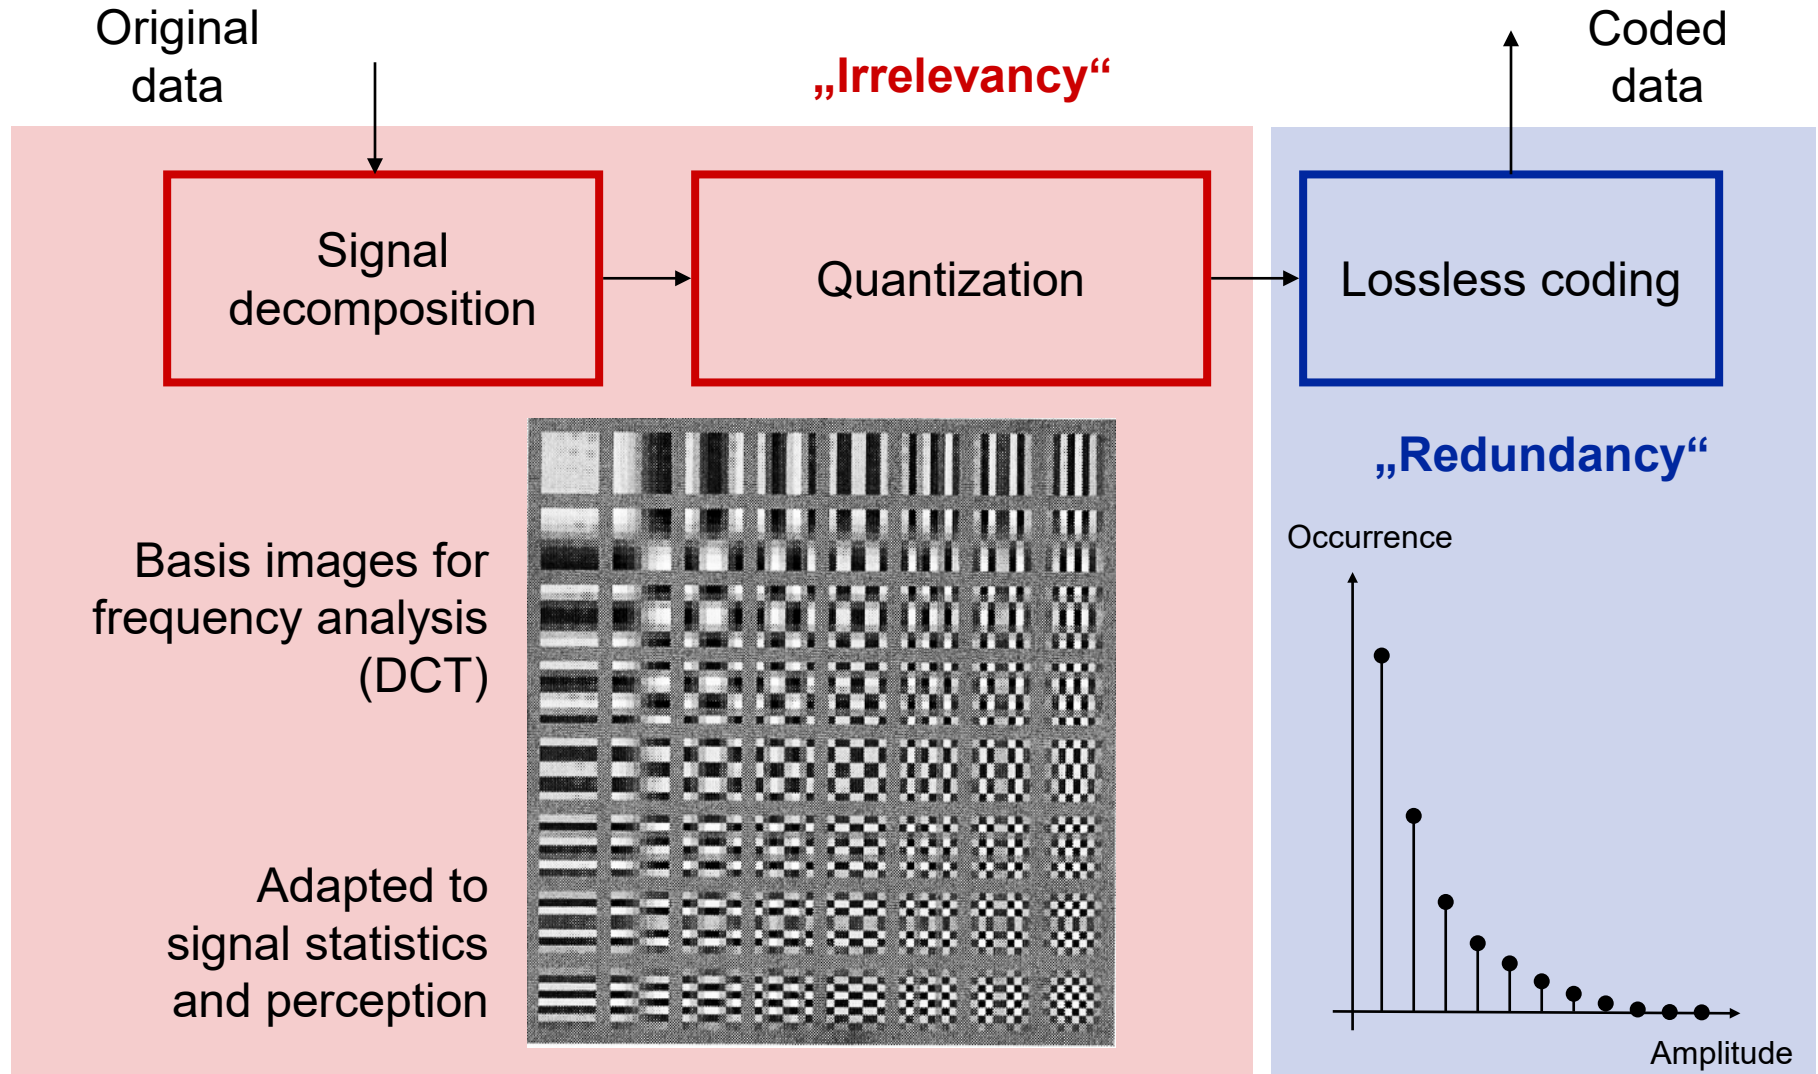 Original
data
„Irrelevancy“
Coded
data
Signal
decomposition
Quantization
Lossless coding
„Redundancy“
Basis images for
frequency analysis
(DCT)
Adapted to
signal statistics
and perception
Occurrence
Amplitude